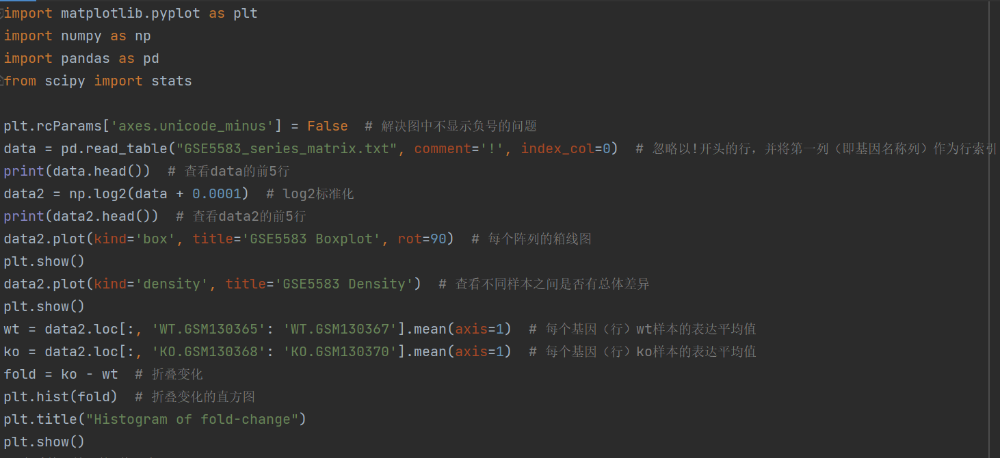 import matplotlib.pyplot as plt
import numpy as np
import pandas as pd
from scipy import stats
plt.rcParams['axes.unicode_minus'] = False  # 解决图中不显示负号的问题
data = pd.read_table("GSE5583_series_matrix.txt", comment='!', index_col=0)  # 忽略以!开头的行，并将第一列（即基因名称列）作为行索引
print(data.head())  # 查看data的前5行
data2 = np.log2(data + 0.0001)  # log2标准化
print(data2.head())  # 查看data2的前5行
data2.plot(kind='box', title='GSE5583 Boxplot', rot=90)  # 每个阵列的箱线图
plt.show()
data2.plot(kind='density', title='GSE5583 Density')  # 查看不同样本之间是否有总体差异
plt.show()
wt = data2.loc[:, 'WT.GSM130365': 'WT.GSM130367'].mean(axis=1)  # 每个基因（行）wt样本的表达平均值
ko = data2.loc[:, 'KO.GSM130368': 'KO.GSM130370'].mean(axis=1)  # 每个基因（行）ko样本的表达平均值
fold = ko - wt  # 折叠变化
plt.hist(fold)  # 折叠变化的直方图
plt.title("Histogram of fold-change")
plt.show()